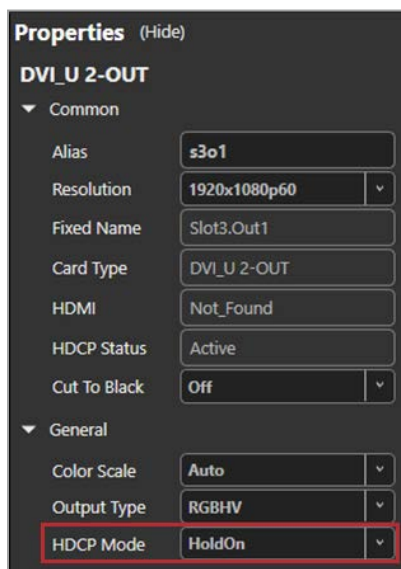 Properties (Hide)
DVI_U 2-OUT
Common
Alias s3o1
Resolution 1920x1080p60
Fixed Name Slot3.Out1
Card Type DVI_U 2-OUT
HDMI Not_Found
HDCP Status Active
Cut To Black Off
General
Color Scale Auto
Output Type RGBHV
HDCP Mode HoldOn